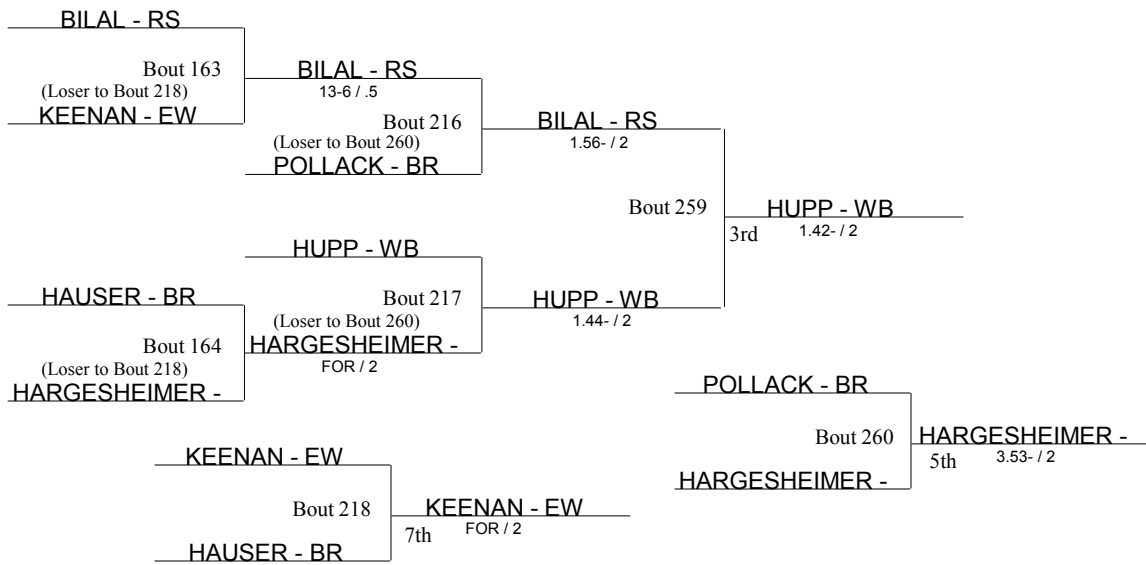 BILAL - RS
Bout 163
(Loser to Bout 218)
KEENAN - EW
BILAL - RS
13-6 / .5
Bout 216
(Loser to Bout 260)
POLLACK - BR
BILAL - RS
1.56- / 2
Bout 259
HUPP - WB
1.42- / 2
3rd
HUPP - WB
Bout 217
(Loser to Bout 260)
HARGESHEIMER -
FOR / 2
HUPP - WB
1.44- / 2
HAUSER - BR
Bout 164
(Loser to Bout 218)
HARGESHEIMER -
POLLACK - BR
Bout 260
HARGESHEIMER -
HARGESHEIMER -
3.53- / 2
5th
KEENAN - EW
Bout 218
HAUSER - BR
KEENAN - EW
FOR / 2
7th